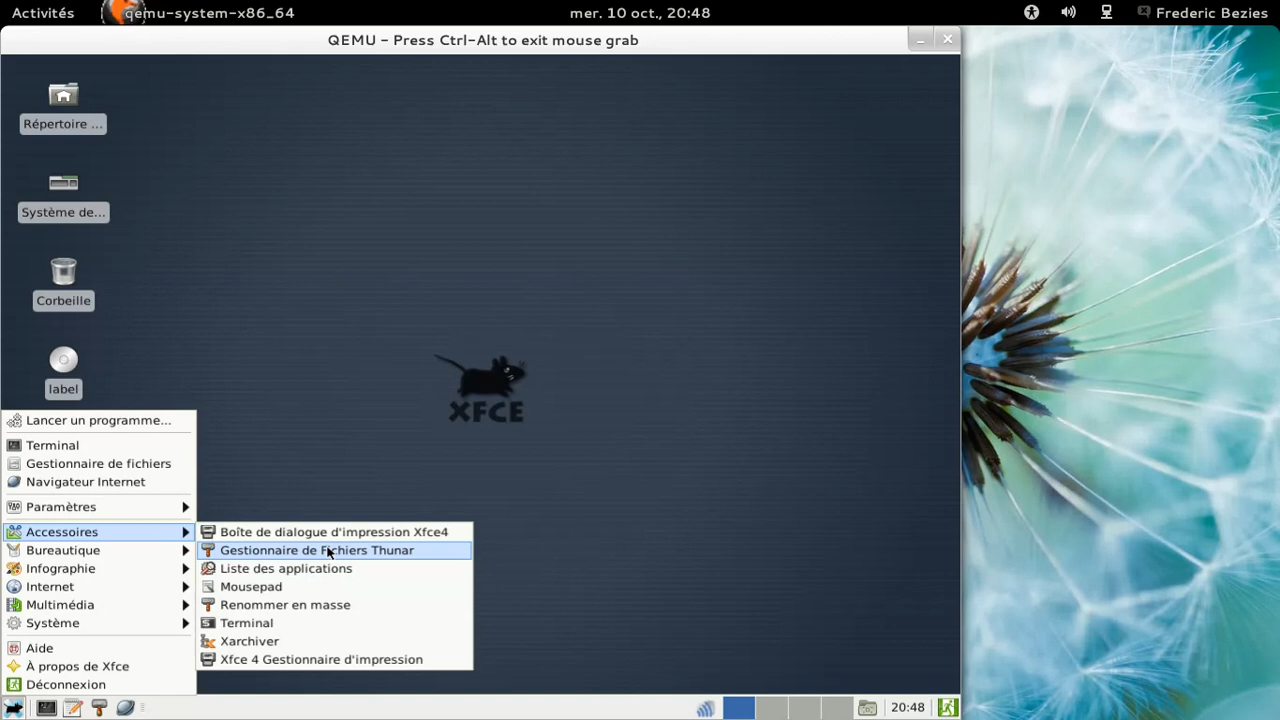 Activités
qemu-system-x86_64
mer. 10 oct., 20:48
Frederic Bezies
QEMU - Press Ctrl-Alt to exit mouse grab
Répertoire ...
Système de...
Corbeille
label
XFCE
Lancer un programme...
Terminal
Gestionnaire de fichiers
Navigateur Internet
Paramètres
Accessoires
Bureautique
Infographie
Internet
Multimédia
Système
Aide
À propos de Xfce
Déconnexion
Boîte de dialogue d'impression Xfce4
Gestionnaire de Fichiers Thunar
Liste des applications
Mousepad
Renommer en masse
Terminal
Xarchiver
Xfce 4 Gestionnaire d'impression
20:48